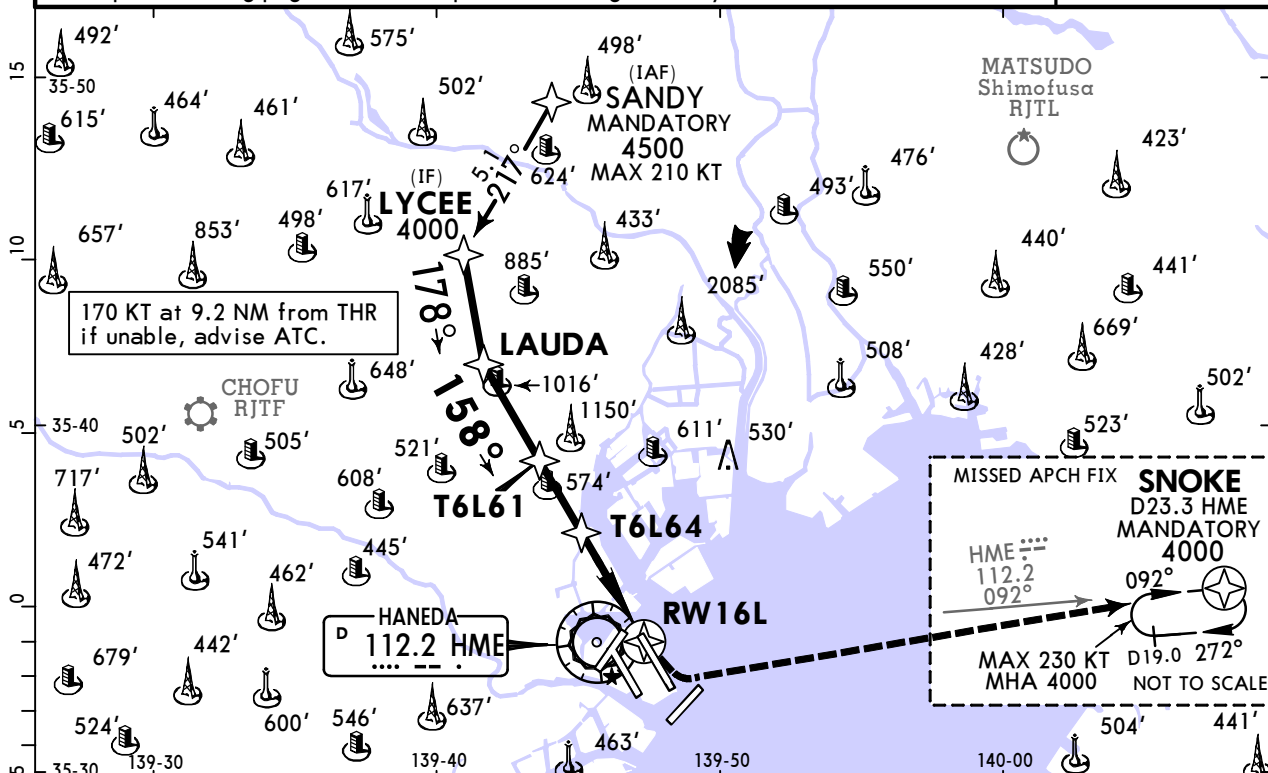 492'
575'
498'
MATSUDO
Shimofusa
RJTL
15
35-50
(IAF)
SANDY
MANDATORY
4500
MAX 210 KT
615'
464'
461'
502'
423'
5.1
217°
624'
476'
493'
(IF)
LYCEE
4000
617'
498'
433'
657'
853'
10
885'
2085'
550'
440'
441'
178°
170 KT at 9.2 NM from THR
if unable, advise ATC.
LAUDA
669'
508'
428'
502'
648'
1016'
CHOFU
RJTF
158°
1150'
5
35-40
502'
505'
521'
611'
530'
523'
717'
608'
T6L61
574'
T6L64
MISSED APCH FIX
SNOKE
D23.3 HME
MANDATORY
4000
541'
445'
HME
112.2
092°
092°
472'
462'
0
HANEDA
D
112.2 HME
RW16L
MAX 230 KT
MHA 4000
D19.0
272°
NOT TO SCALE
679'
442'
600'
637'
524'
546'
463'
504'
441'
5
35-30
139-30
139-40
139-50
140-00